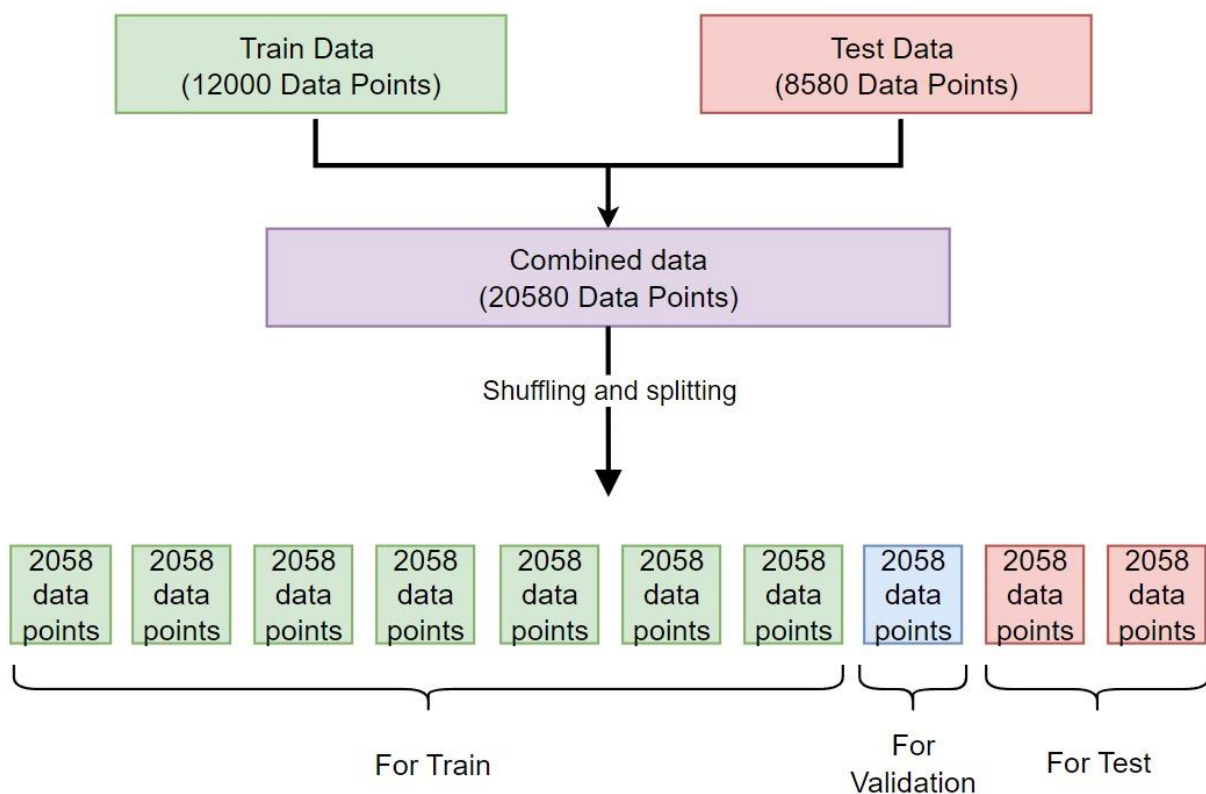 Train Data
(12000 Data Points)
Test Data
(8580 Data Points)
Combined data
(20580 Data Points)
Shuffling and splitting
2058
data
points
2058
data
points
2058
data
points
2058
data
points
2058
data
points
2058
data
points
2058
data
points
2058
data
points
2058
data
points
2058
data
points
For Train
For
Validation
For Test